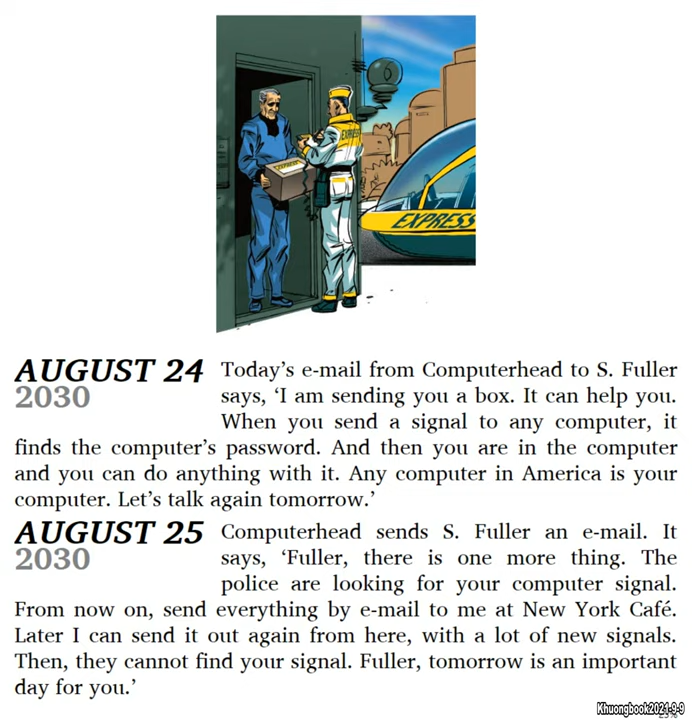 EXPRESS
EXPRESS
EXPRESS
AUGUST 24
2030
Today's e-mail from Computerhead to S. Fuller
says, 'I am sending you a box. It can help you.
When you send a signal to any computer, it
finds the computer's password. And then you are in the computer
and you can do anything with it. Any computer in America is your
computer. Let's talk again tomorrow.'
AUGUST 25
2030
Computerhead sends S. Fuller an e-mail. It
says, 'Fuller, there is one more thing. The
police are looking for your computer signal.
From now on, send everything by e-mail to me at New York Café.
Later I can send it out again from here, with a lot of new signals.
Then, they cannot find your signal. Fuller, tomorrow is an important
day for you.'
Khuongbook2021-9-9